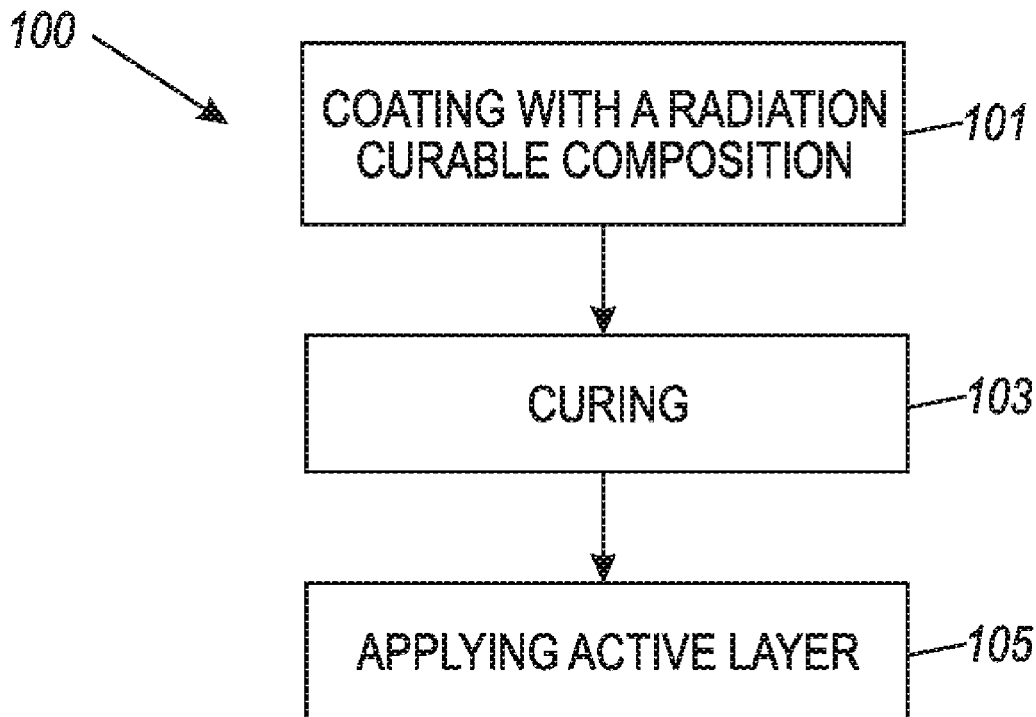 100
COATING WITH A RADIATION
CURABLE COMPOSITION
101
CURING
103
APPLYING ACTIVE LAYER
105